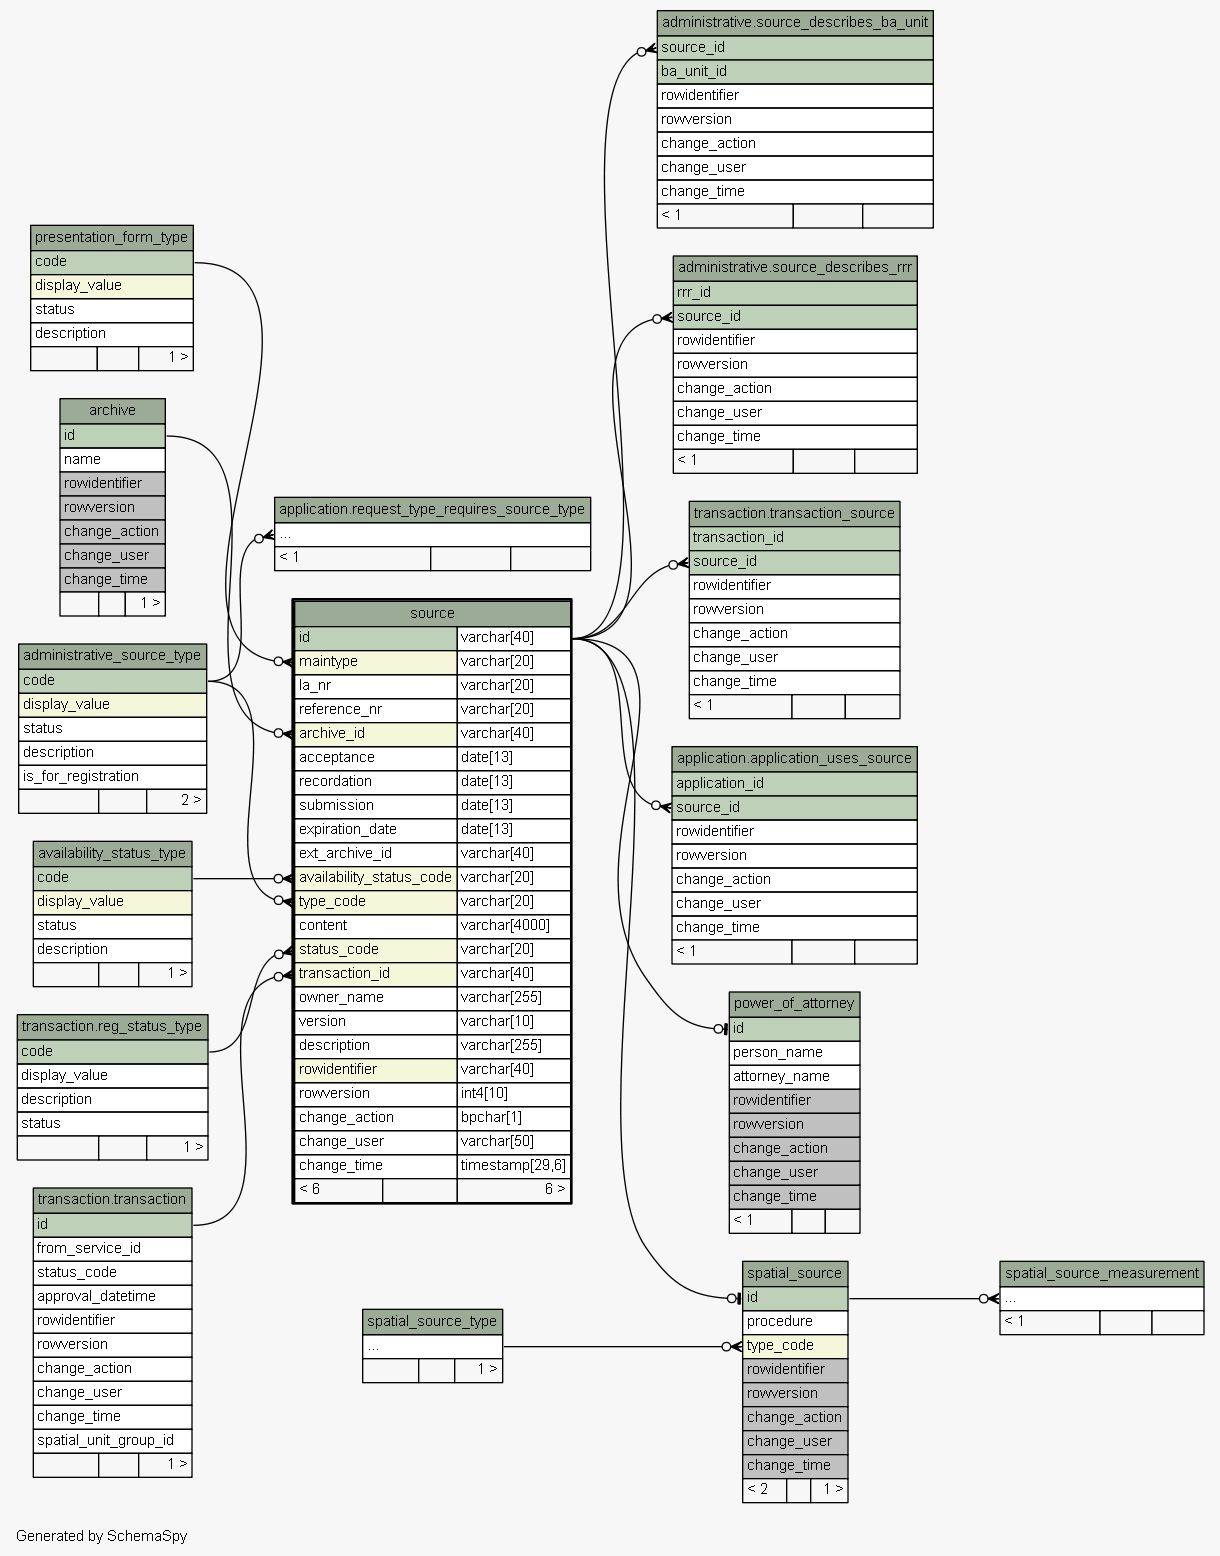 administrative.source_describes_ba_unit
source_id
ba_unit_id
rowidentifier
rowversion
change_action
change_user
change_time
< 1
presentation_form_type
code
display_value
status
description
1 >
administrative.source_describes_rrr
rrr_id
source_id
rowidentifier
rowversion
change_action
change_user
change_time
< 1
archive
id
name
rowidentifier
rowversion
change_action
change_user
change_time
1 >
application.request_type_requires_source_type
...
< 1
transaction.transaction_source
transaction_id
source_id
rowidentifier
rowversion
change_action
change_user
change_time
< 1
administrative_source_type
code
display_value
status
description
is_for_registration
2 >
source
id varchar[40]
maintype varchar[20]
la_nr varchar[20]
reference_nr varchar[20]
archive_id varchar[40]
acceptance date[13]
recordation date[13]
submission date[13]
expiration_date date[13]
ext_archive_id varchar[40]
availability_status_code varchar[20]
type_code varchar[20]
content varchar[4000]
status_code varchar[20]
transaction_id varchar[40]
owner_name varchar[255]
version varchar[10]
description varchar[255]
rowidentifier varchar[40]
rowversion int4[10]
change_action bpchar[1]
change_user varchar[50]
change_time timestamp[29,6]
< 6 6 >
application.application_uses_source
application_id
source_id
rowidentifier
rowversion
change_action
change_user
change_time
< 1
availability_status_type
code
display_value
status
description
1 >
power_of_attorney
id
person_name
attorney_name
rowidentifier
rowversion
change_action
change_user
change_time
< 1
transaction.reg_status_type
code
display_value
description
status
1 >
transaction.transaction
id
from_service_id
status_code
approval_datetime
rowidentifier
rowversion
change_action
change_user
change_time
spatial_unit_group_id
1 >
spatial_source_type
...
1 >
spatial_source
id
procedure
type_code
rowidentifier
rowversion
change_action
change_user
change_time
< 2 1 >
spatial_source_measurement
...
< 1
Generated by SchemaSpy